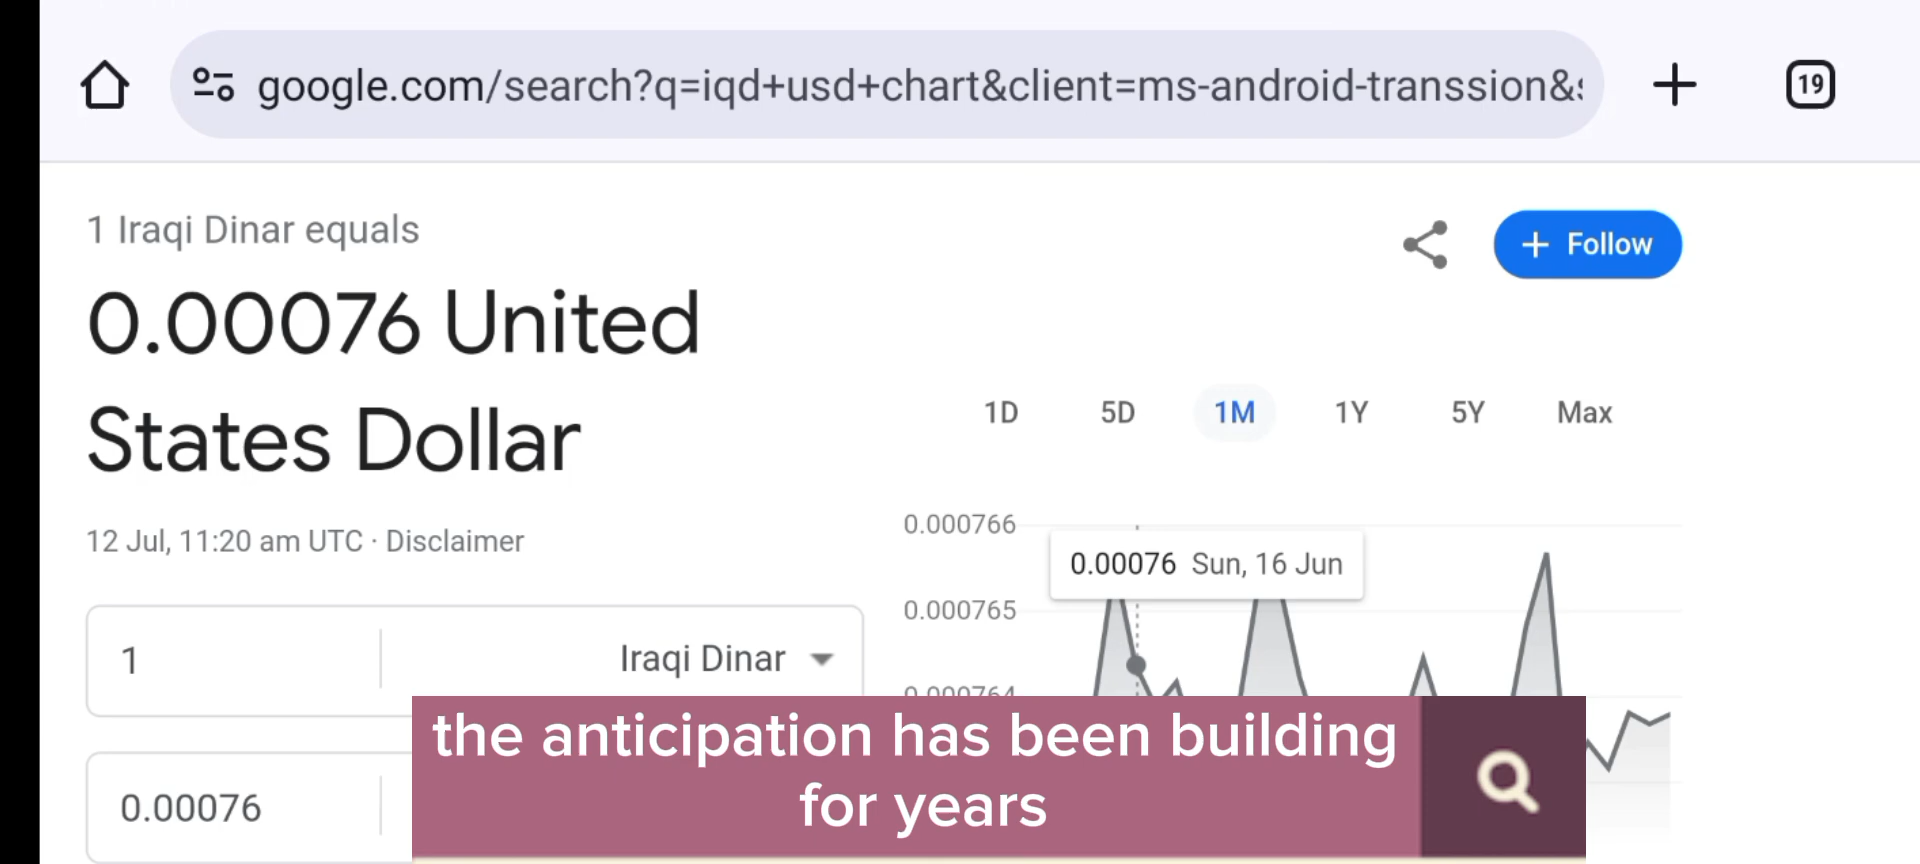 google.com/search?q=iqd+usd+chart&client=ms-android-transsion&s
19
1 Iraqi Dinar equals
0.00076 United
States Dollar
12 Jul, 11:20 am UTC · Disclaimer
Follow
1D 5D 1M 1Y 5Y Max
0.000766
0.00076 Sun, 16 Jun
0.000765
0.000764
1 Iraqi Dinar
0.00076
the anticipation has been building
for years